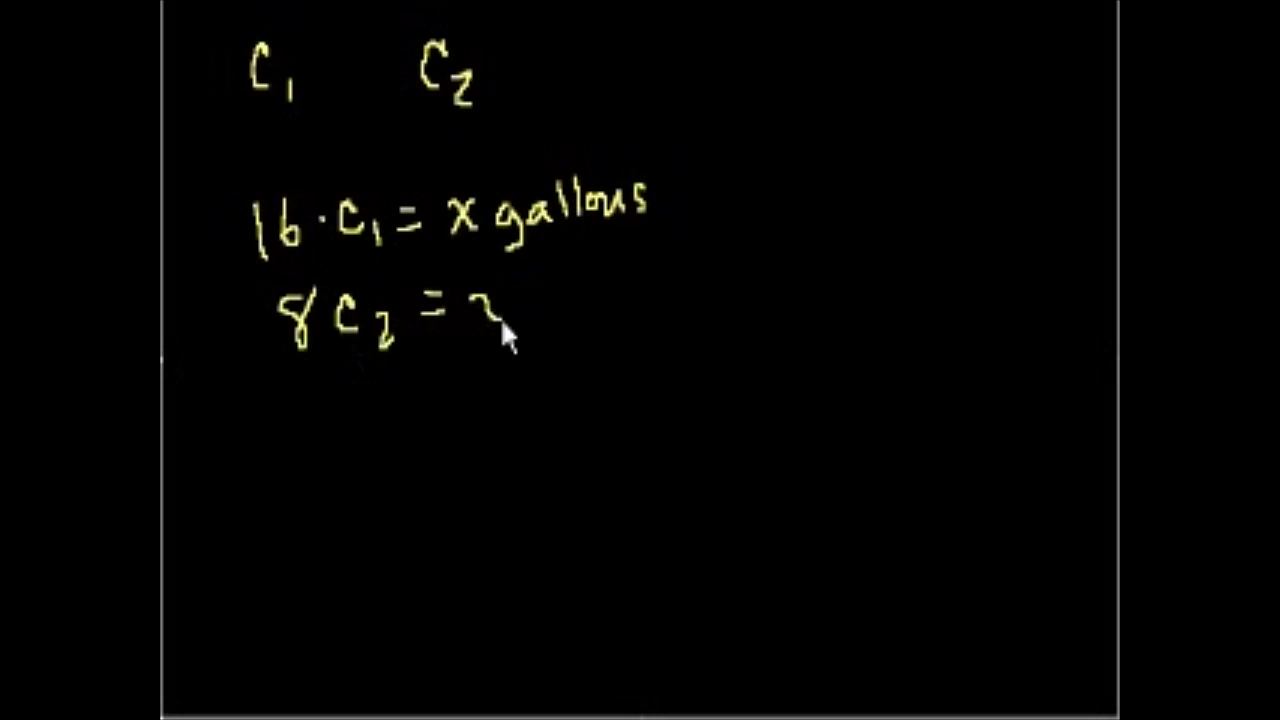 C₁ C₂
16 · C₁ = x gallons
8 C₂ =